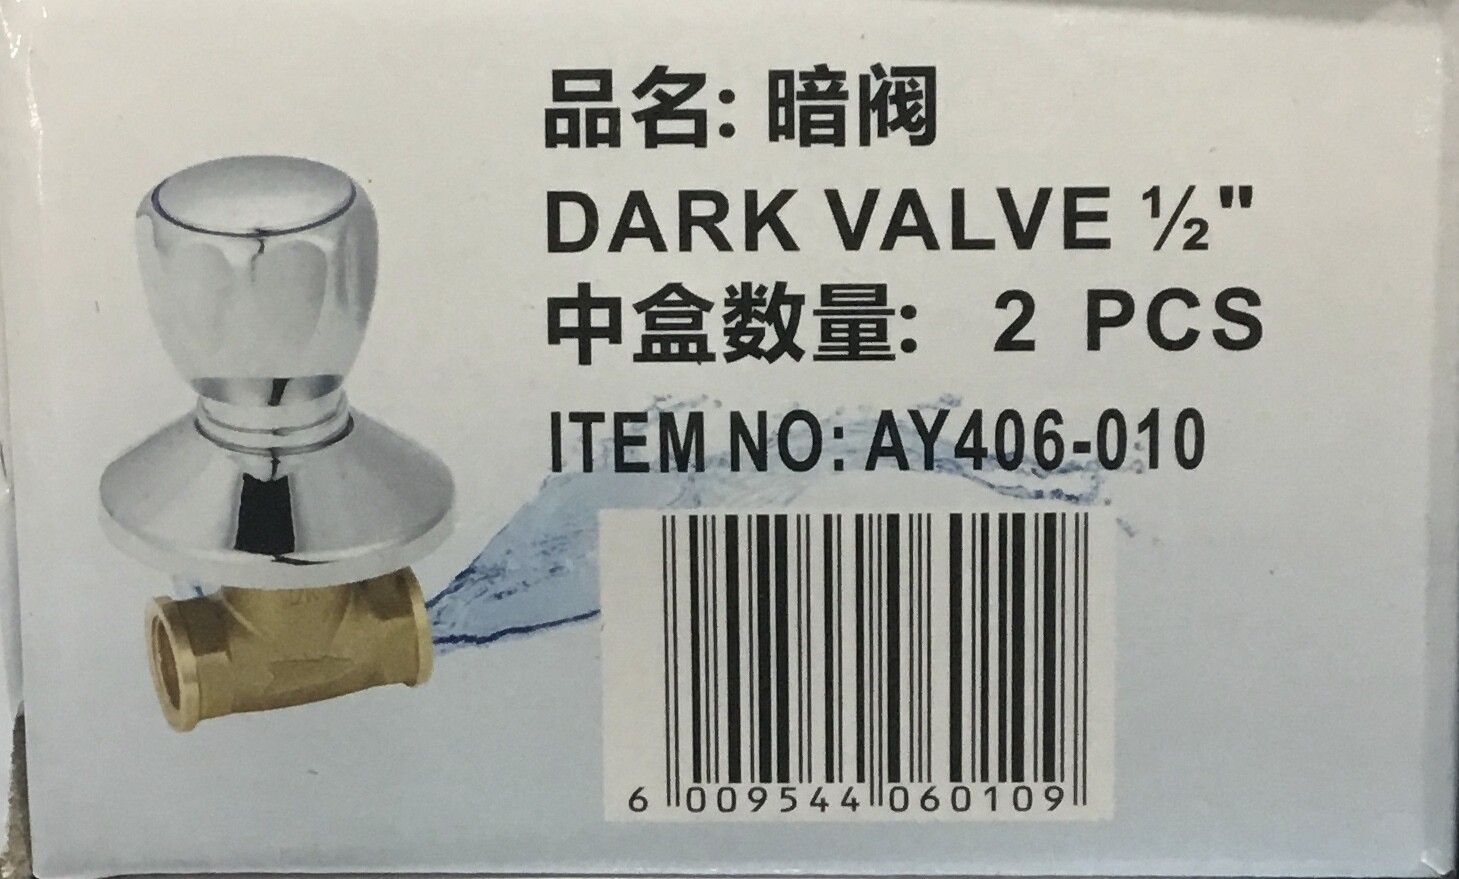 品名: 暗阀
DARK VALVE ½"
中盒数量: 2 PCS
ITEM NO: AY406-010
6 009544 060109